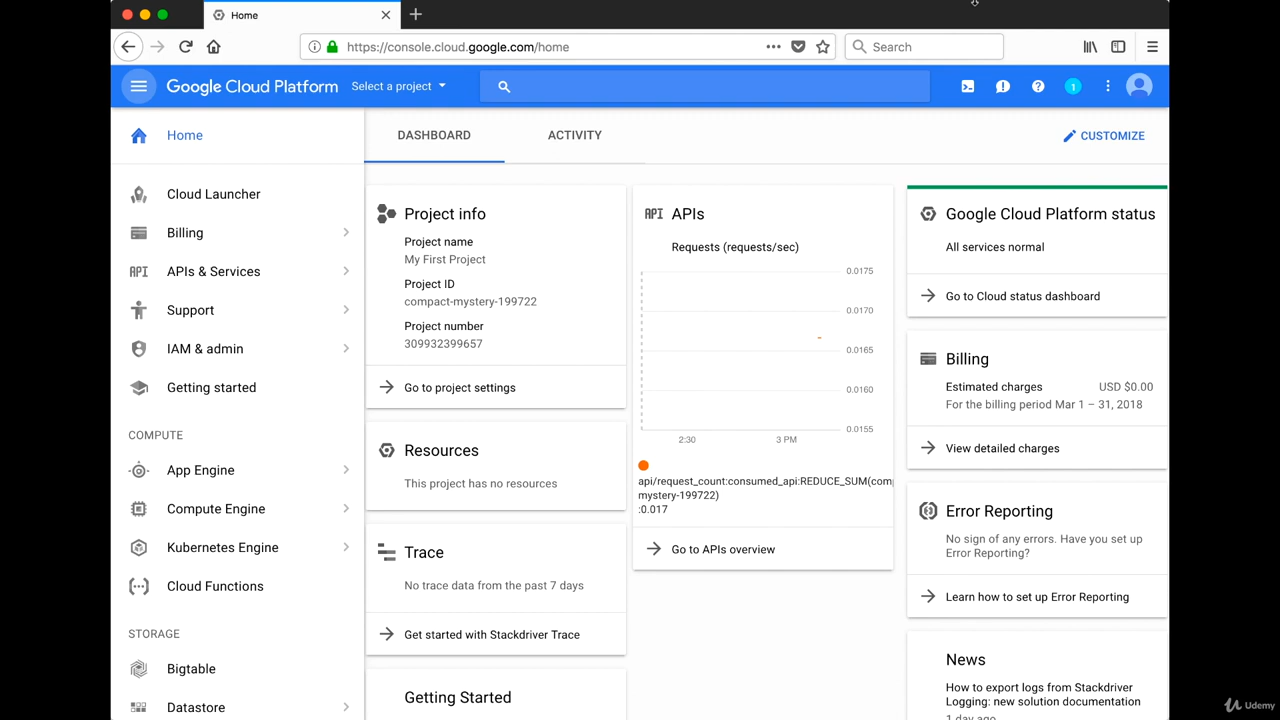 Home
https://console.cloud.google.com/home
Search
Google Cloud Platform
Select a project
1
Home
Cloud Launcher
Billing
API
APIs & Services
Support
IAM & admin
Getting started
COMPUTE
App Engine
Compute Engine
Kubernetes Engine
Cloud Functions
STORAGE
Bigtable
Datastore
DASHBOARD
ACTIVITY
CUSTOMIZE
Project info
Project name
My First Project
Project ID
compact-mystery-199722
Project number
309932399657
Go to project settings
Resources
This project has no resources
Trace
No trace data from the past 7 days
Get started with Stackdriver Trace
Getting Started
API APIs
Requests (requests/sec)
0.0175
0.0170
0.0165
0.0160
0.0155
2:30 3 PM
api/request_count:consumed_api:REDUCE_SUM(com
mystery-199722)
:0.017
Go to APIs overview
Google Cloud Platform status
All services normal
Go to Cloud status dashboard
Billing
Estimated charges USD $0.00
For the billing period Mar 1 – 31, 2018
View detailed charges
Error Reporting
No sign of any errors. Have you set up
Error Reporting?
Learn how to set up Error Reporting
News
How to export logs from Stackdriver
Logging: new solution documentation
1 day ago
Udemy